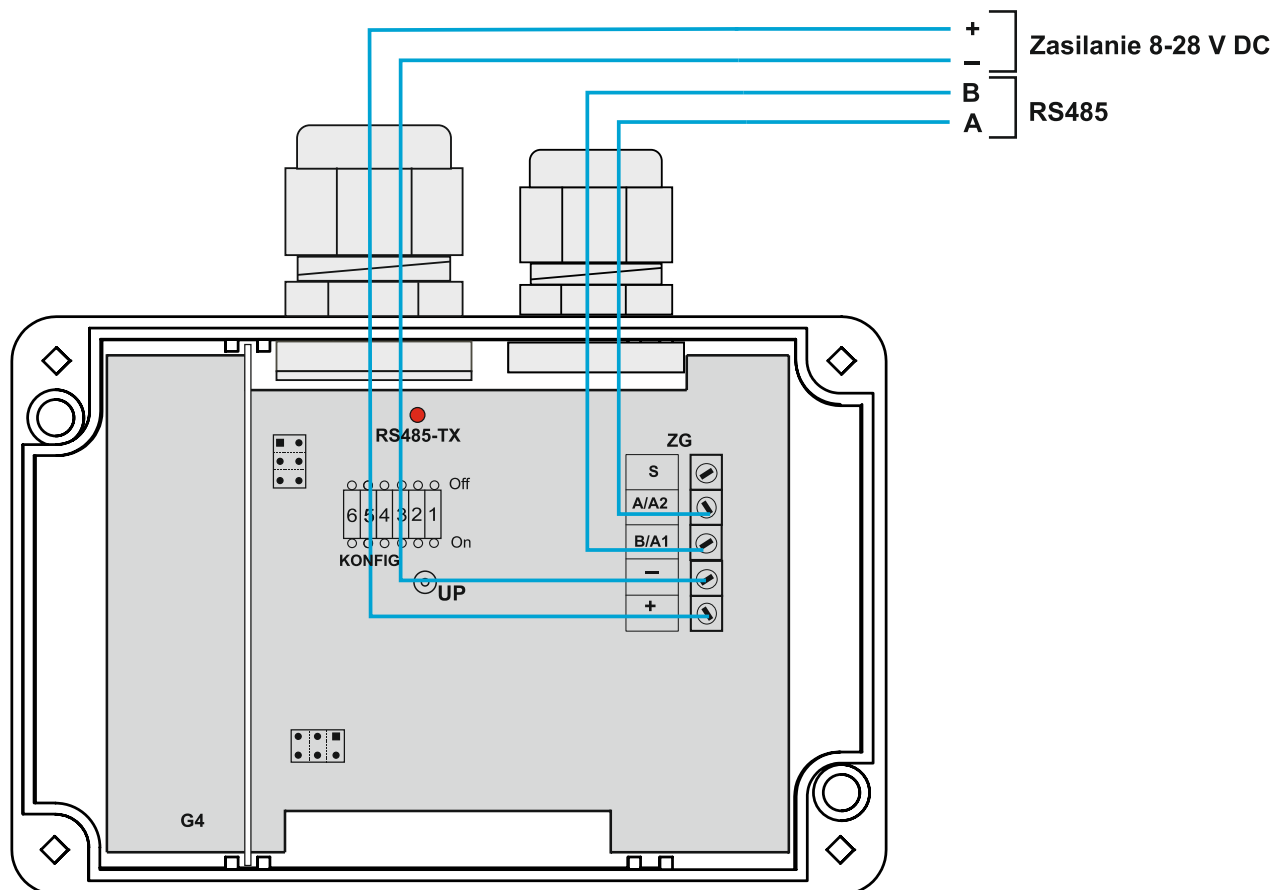 +
–
Zasilanie 8-28 V DC
B
A
RS485
RS485-TX
Off
6 5 4 3 2 1
On
KONFIG
UP
ZG
S
A/A2
B/A1
–
+
G4